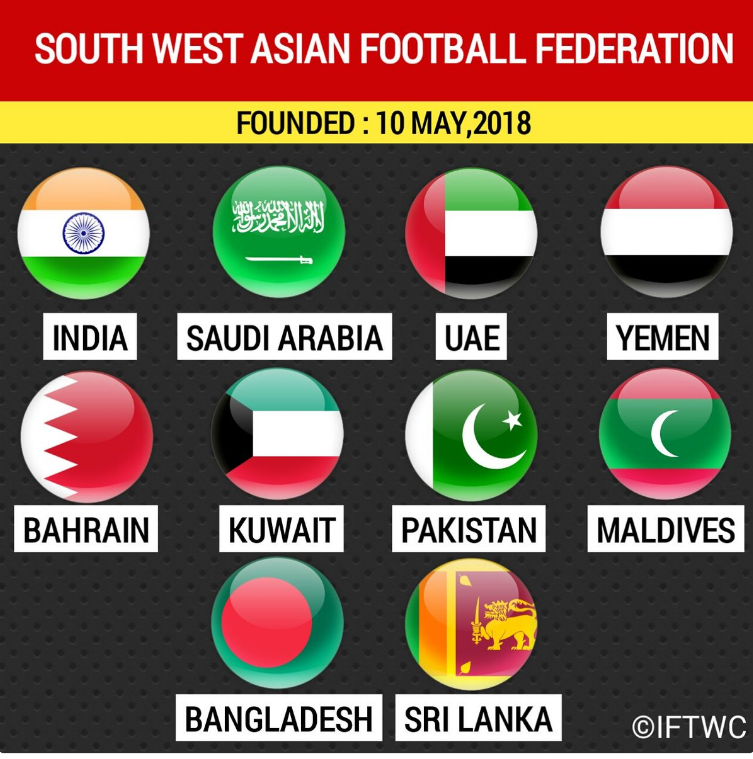 SOUTH WEST ASIAN FOOTBALL FEDERATION
FOUNDED : 10 MAY,2018
INDIA
SAUDI ARABIA
UAE
YEMEN
BAHRAIN
KUWAIT
PAKISTAN
MALDIVES
BANGLADESH
SRI LANKA
©IFTWC